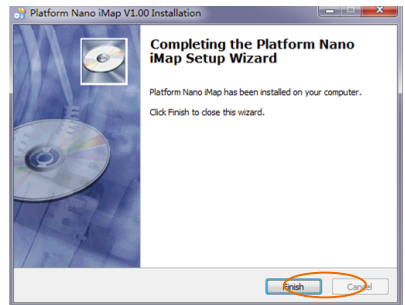 Platform Nano iMap V1.00 Installation
Completing the Platform Nano
iMap Setup Wizard
Platform Nano iMap has been installed on your computer.
Click Finish to close this wizard.
Finish
Cancel